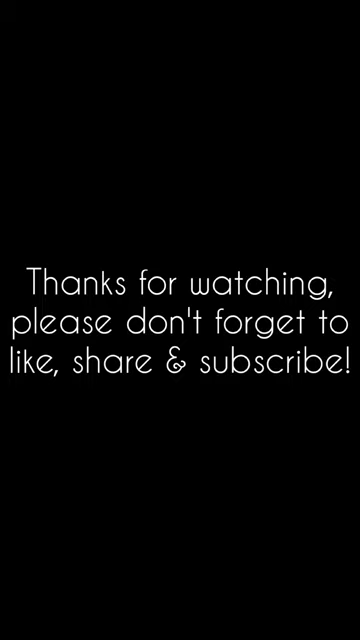 Thanks for watching,
please don't forget to
like, share & subscribe!